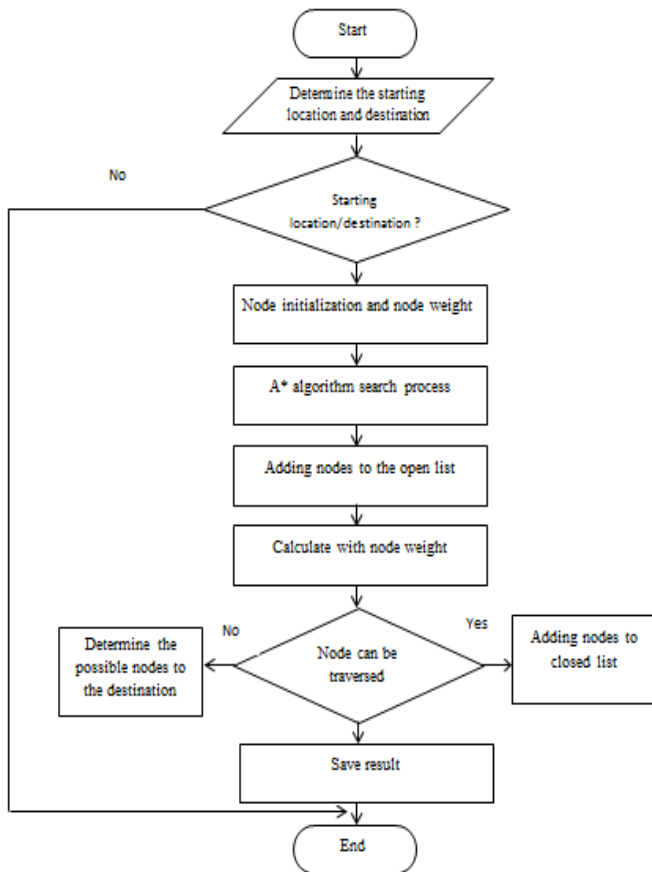 Start
Determine the starting
location and destination
No
Starting
location/destination ?
Node initialization and node weight
A* algorithm search process
Adding nodes to the open list
Calculate with node weight
Determine the
possible nodes to
the destination
No
Node can be
traversed
Yes
Adding nodes to
closed list
Save result
End